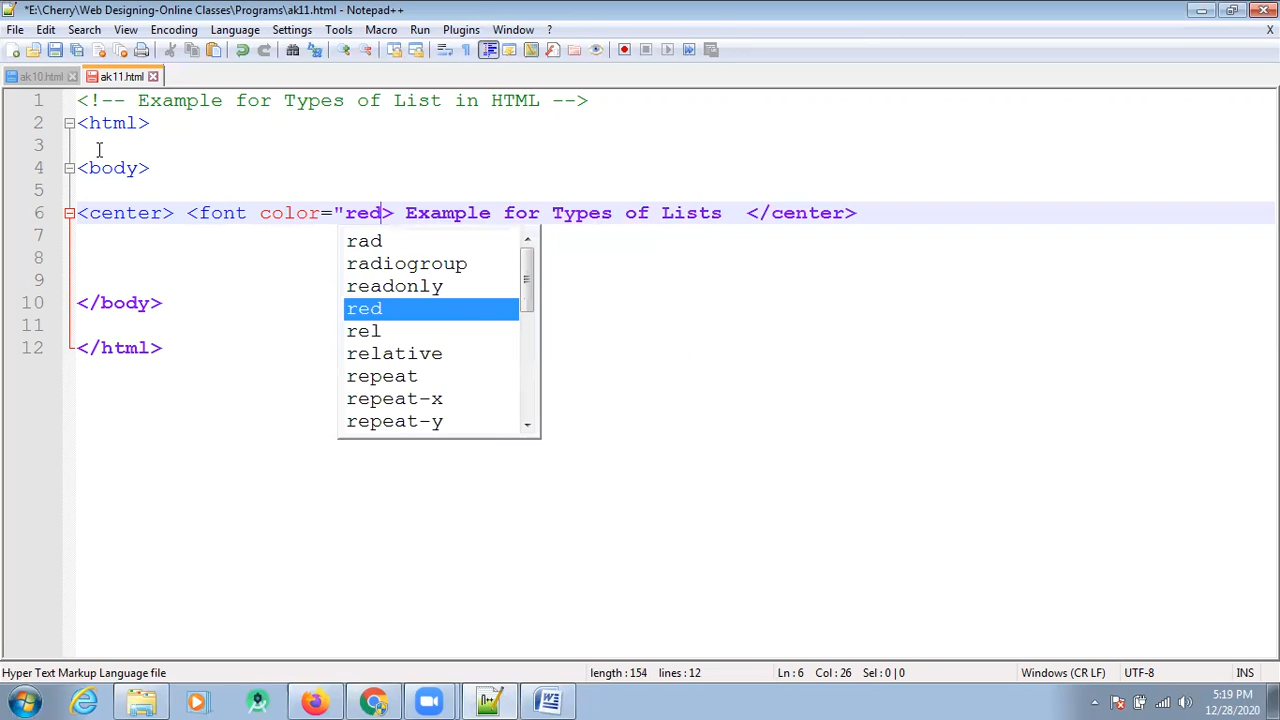 *E:\Cherry\Web Designing-Online Classes\Programs\ak11.html - Notepad++
File Edit Search View Encoding Language Settings Tools Macro Run Plugins Window ? X
ak10.html ak11.html
1 <!-- Example for Types of List in HTML -->
2 <html>
3
4 <body>
5
6 <center> <font color="red> Example for Types of Lists </center>
7
8
9
10 </body>
11
12 </html>
rad
radiogroup
readonly
red
rel
relative
repeat
repeat-x
repeat-y
Hyper Text Markup Language file length : 154 lines : 12 Ln : 6 Col : 26 Sel : 0 | 0 Windows (CR LF) UTF-8 INS
5:19 PM
12/28/2020